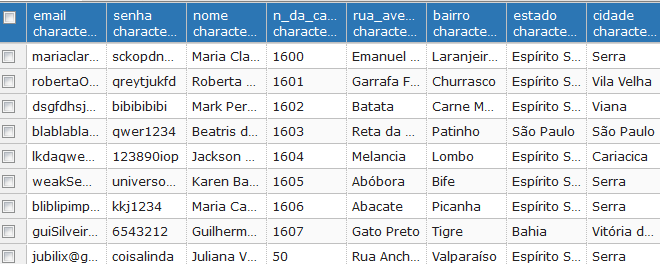 email senha nome n_da_ca... rua_ave... bairro estado cidade
characte... characte... characte... characte... characte... characte... characte... characte...
mariaclar... sckopdn... Maria Cla... 1600 Emanuel ... Laranjeir... Espírito S... Serra
robertaO... qreytjukfd Roberta ... 1601 Garrafa F... Churrasco Espírito S... Vila Velha
dsgfdhsj... bibibibibi Mark Per... 1602 Batata Carne M... Espírito S... Viana
blablabla... qwer1234 Beatris d... 1603 Reta da ... Patinho São Paulo São Paulo
lkdaqwe... 123890iop Jackson ... 1604 Melancia Lombo Espírito S... Cariacica
weakSe... universo... Karen Ba... 1605 Abóbora Bife Espírito S... Serra
bliblipimp... kkj1234 Maria Ca... 1606 Abacate Picanha Espírito S... Serra
guiSilveir... 6543212 Guilherm... 1607 Gato Preto Tigre Bahia Vitória d...
jubilix@g... coisalinda Juliana V... 50 Rua Anch... Valparaíso Espírito S... Serra